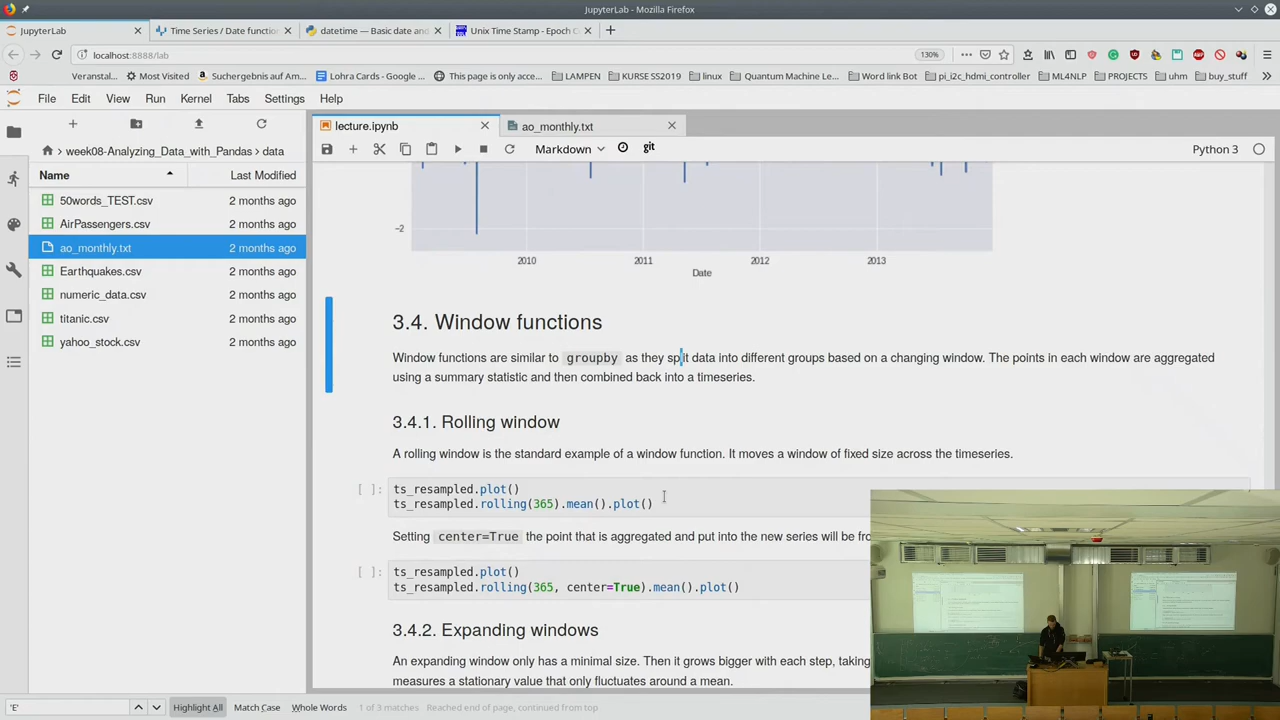 JupyterLab - Mozilla Firefox
JupyterLab
Time Series / Date functio
datetime — Basic date an
Unix Time Stamp - Epoch C
localhost:8888/lab
130%
Veranstal...
Most Visited
Suchergebnis auf Am...
Lohra Cards - Google ...
This page is only acce...
LAMPEN
KURSE SS2019
linux
Quantum Machine Le...
Word link Bot
pi_i2c_hdmi_controller
ML4NLP
PROJECTS
uhm
buy_stuff
File Edit View Run Kernel Tabs Settings Help
lecture.ipynb
ao_monthly.txt
Markdown
git
Python 3
week08-Analyzing_Data_with_Pandas / data
Name Last Modified
50words_TEST.csv 2 months ago
AirPassengers.csv 2 months ago
ao_monthly.txt 2 months ago
Earthquakes.csv 2 months ago
numeric_data.csv 2 months ago
titanic.csv 2 months ago
yahoo_stock.csv 2 months ago
−2
2010 2011 2012 2013
Date
3.4. Window functions
Window functions are similar to groupby as they split data into different groups based on a changing window. The points in each window are aggregated
using a summary statistic and then combined back into a timeseries.
3.4.1. Rolling window
A rolling window is the standard example of a window function. It moves a window of fixed size across the timeseries.
[ ]: ts_resampled.plot()
ts_resampled.rolling(365).mean().plot()
Setting center=True the point that is aggregated and put into the new series will be fro
[ ]: ts_resampled.plot()
ts_resampled.rolling(365, center=True).mean().plot()
3.4.2. Expanding windows
An expanding window only has a minimal size. Then it grows bigger with each step, taking
measures a stationary value that only fluctuates around a mean.
'E'
Highlight All
Match Case
Whole Words
1 of 3 matches
Reached end of page, continued from top